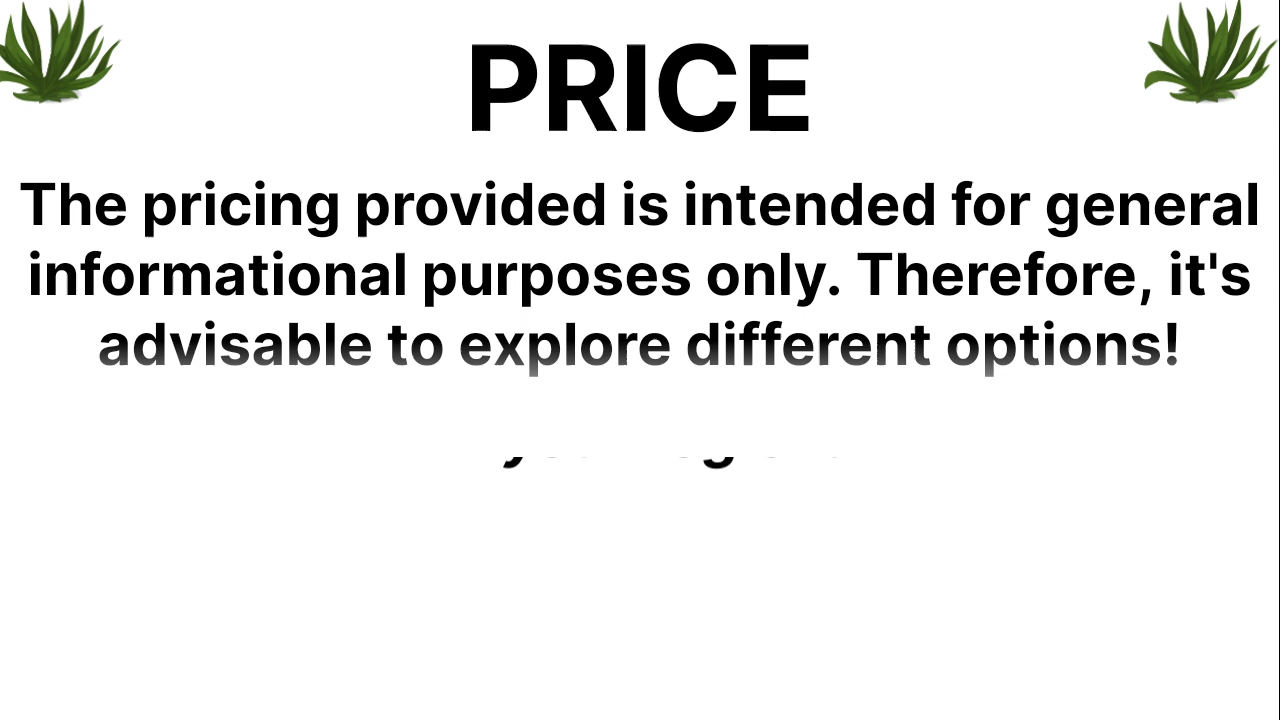 PRICE
The pricing provided is intended for general
informational purposes only. Therefore, it's
advisable to explore different options!